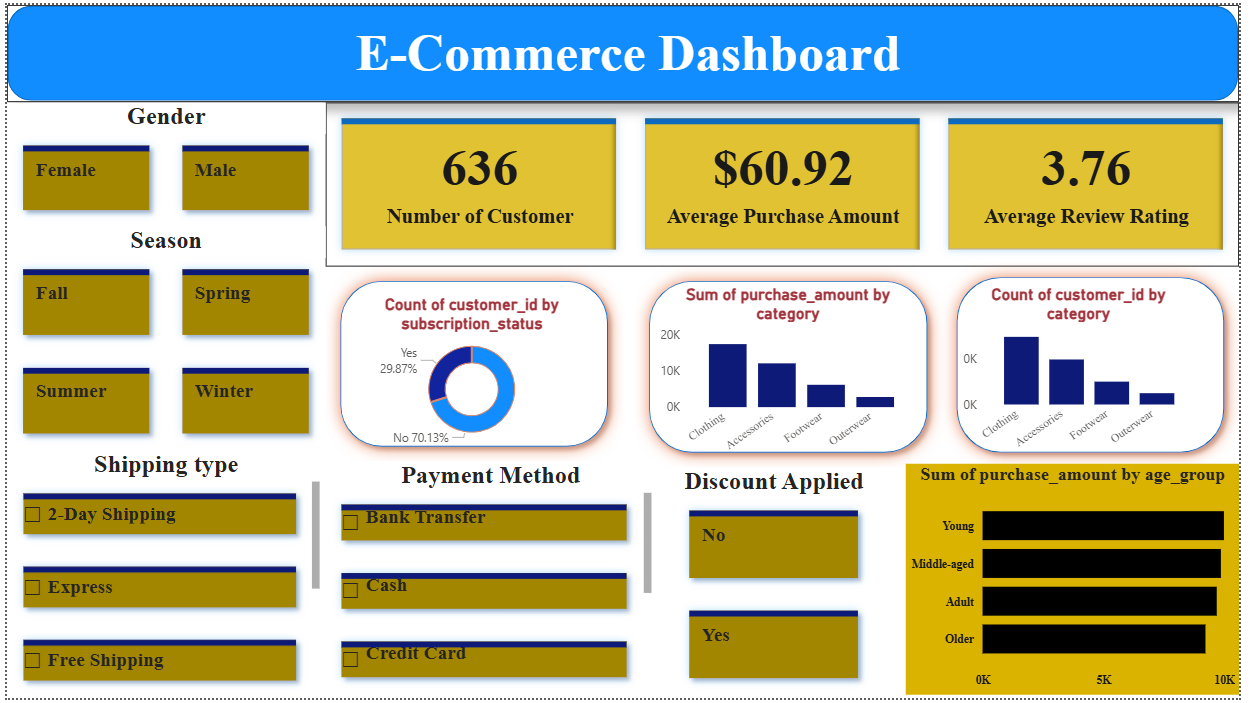 E-Commerce Dashboard
Gender
Female
Male
Season
Fall
Spring
Summer
Winter
636
Number of Customer
$60.92
Average Purchase Amount
3.76
Average Review Rating
Count of customer_id by
subscription_status
Yes
29.87%
No 70.13%
Sum of purchase_amount by
category
20K
10K
0K
Clothing
Accessories
Footwear
Outerwear
Count of customer_id by
category
0K
0K
Clothing
Accessories
Footwear
Outerwear
Shipping type
2-Day Shipping
Express
Free Shipping
Payment Method
Bank Transfer
Cash
Credit Card
Discount Applied
No
Yes
Sum of purchase_amount by age_group
Young
Middle-aged
Adult
Older
0K
5K
10K